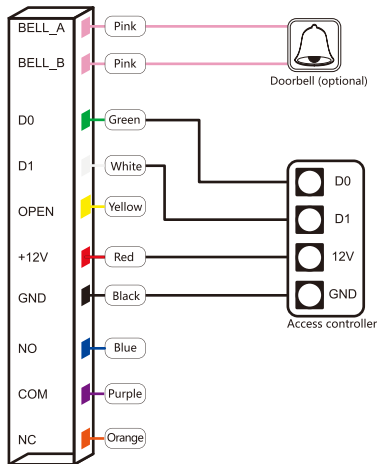 BELL_A Pink
BELL_B Pink
Doorbell (optional)
D0 Green
D1 White
OPEN Yellow
+12V Red
GND Black
D0
D1
12V
GND
Access controller
NO Blue
COM Purple
NC Orange